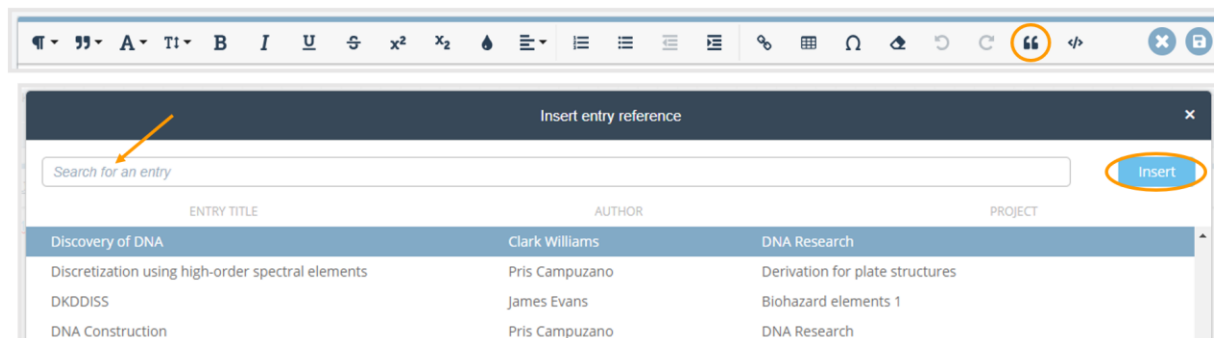 ¶ ” A T↕ B I U S x² x₂ Ω “ </>
Insert entry reference ×
Search for an entry Insert
ENTRY TITLE AUTHOR PROJECT
Discovery of DNA Clark Williams DNA Research
Discretization using high-order spectral elements Pris Campuzano Derivation for plate structures
DKDDISS James Evans Biohazard elements 1
DNA Construction Pris Campuzano DNA Research